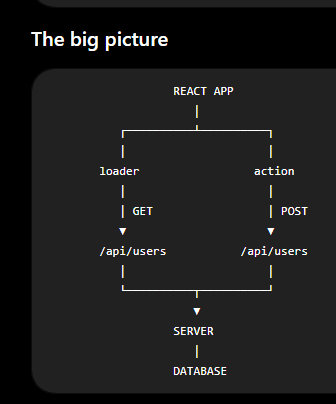 The big picture
REACT APP
loader action
GET POST
/api/users /api/users
SERVER
DATABASE